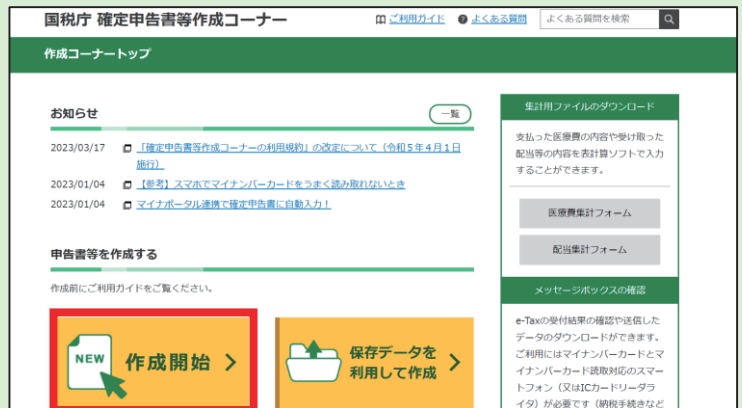 国税庁 確定申告書等作成コーナー
ご利用ガイド
よくある質問
よくある質問を検索
作成コーナートップ
お知らせ
一覧
2023/03/17 「確定申告書等作成コーナーの利用規約」の改定について（令和5年4月1日
施行）
2023/01/04 【参考】スマホでマイナンバーカードをうまく読み取れないとき
2023/01/04 マイナポータル連携で確定申告書に自動入力！
申告書等を作成する
作成前にご利用ガイドをご覧ください。
NEW
作成開始
保存データを
利用して作成
集計用ファイルのダウンロード
支払った医療費の内容や受け取った
配当等の内容を表計算ソフトで入力
することができます。
医療費集計フォーム
配当集計フォーム
メッセージボックスの確認
e-Taxの受付結果の確認や送信した
データのダウンロードができます。
ご利用にはマイナンバーカードとマ
イナンバーカード読取対応のスマー
トフォン（又はICカードリーダラ
イタ）が必要です（納税手続きなど